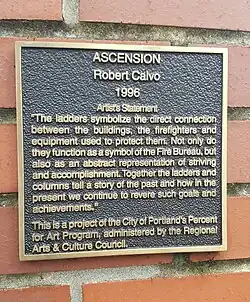 ASCENSION
Robert Calvo
1996
Artist's Statement
"The ladders symbolize the direct connection
between the buildings, the firefighters and
equipment used to protect them. Not only do
they function as a symbol of the Fire Bureau, but
also as an abstract representation of striving
and accomplishment. Together the ladders and
columns tell a story of the past and how in the
present we continue to revere such goals and
achievements."
This is a project of the City of Portland's Percent
for Art Program, administered by the Regional
Arts & Culture Council.